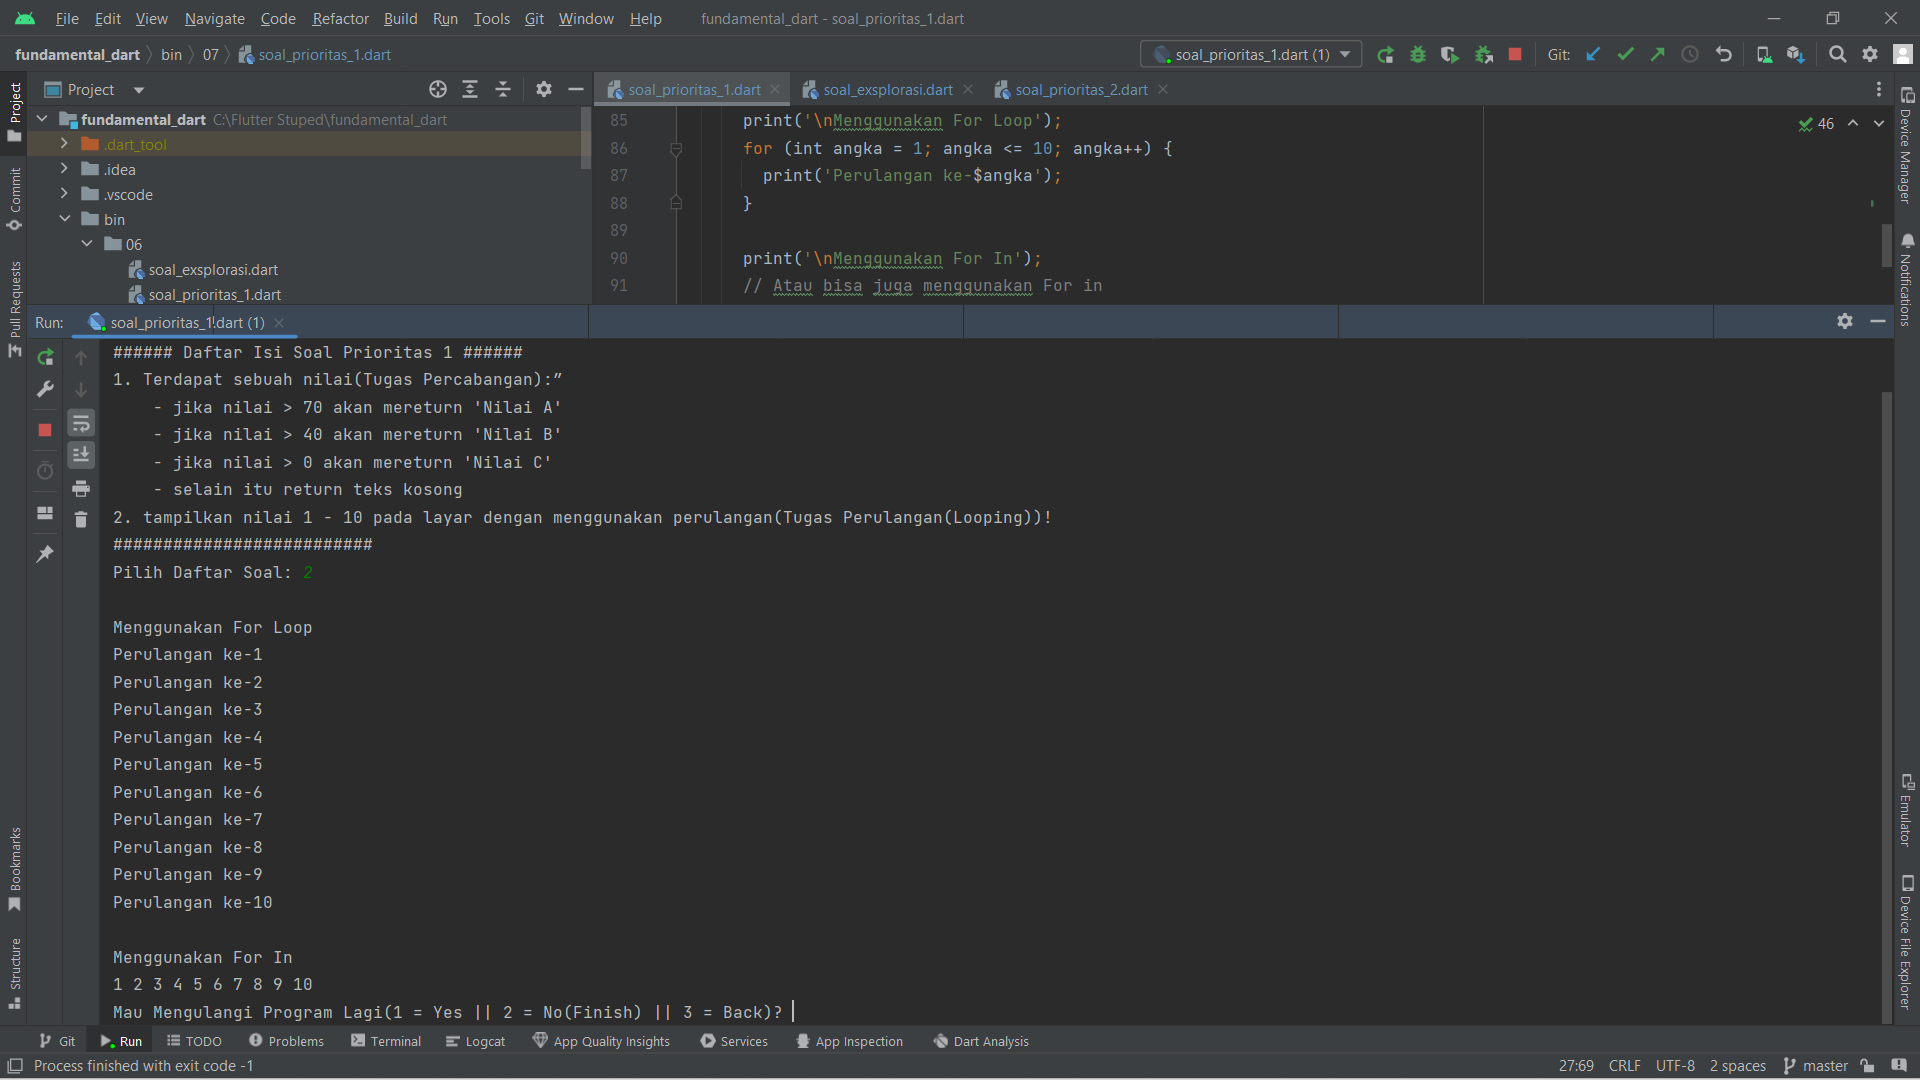 File Edit View Navigate Code Refactor Build Run Tools Git Window Help fundamental_dart - soal_prioritas_1.dart
fundamental_dart bin 07 soal_prioritas_1.dart soal_prioritas_1.dart (1) Git:
Project soal_prioritas_1.dart soal_exsplorasi.dart soal_prioritas_2.dart
fundamental_dart C:\Flutter Stuped\fundamental_dart
.dart_tool
.idea
.vscode
bin
06
soal_exsplorasi.dart
soal_prioritas_1.dart
85 print('\nMenggunakan For Loop');
86 for (int angka = 1; angka <= 10; angka++) {
87 print('Perulangan ke-$angka');
88 }
89
90 print('\nMenggunakan For In');
91 // Atau bisa juga menggunakan For in
46
Run: soal_prioritas_1.dart (1)
###### Daftar Isi Soal Prioritas 1 ######
1. Terdapat sebuah nilai(Tugas Percabangan):”
- jika nilai > 70 akan mereturn 'Nilai A'
- jika nilai > 40 akan mereturn 'Nilai B'
- jika nilai > 0 akan mereturn 'Nilai C'
- selain itu return teks kosong
2. tampilkan nilai 1 - 10 pada layar dengan menggunakan perulangan(Tugas Perulangan(Looping))!
##########################
Pilih Daftar Soal: 2
Menggunakan For Loop
Perulangan ke-1
Perulangan ke-2
Perulangan ke-3
Perulangan ke-4
Perulangan ke-5
Perulangan ke-6
Perulangan ke-7
Perulangan ke-8
Perulangan ke-9
Perulangan ke-10
Menggunakan For In
1 2 3 4 5 6 7 8 9 10
Mau Mengulangi Program Lagi(1 = Yes || 2 = No(Finish) || 3 = Back)?
Project
Commit
Pull Requests
Bookmarks
Structure
Device Manager
Notifications
Emulator
Device File Explorer
Git Run TODO Problems Terminal Logcat App Quality Insights Services App Inspection Dart Analysis
Process finished with exit code -1 27:69 CRLF UTF-8 2 spaces master